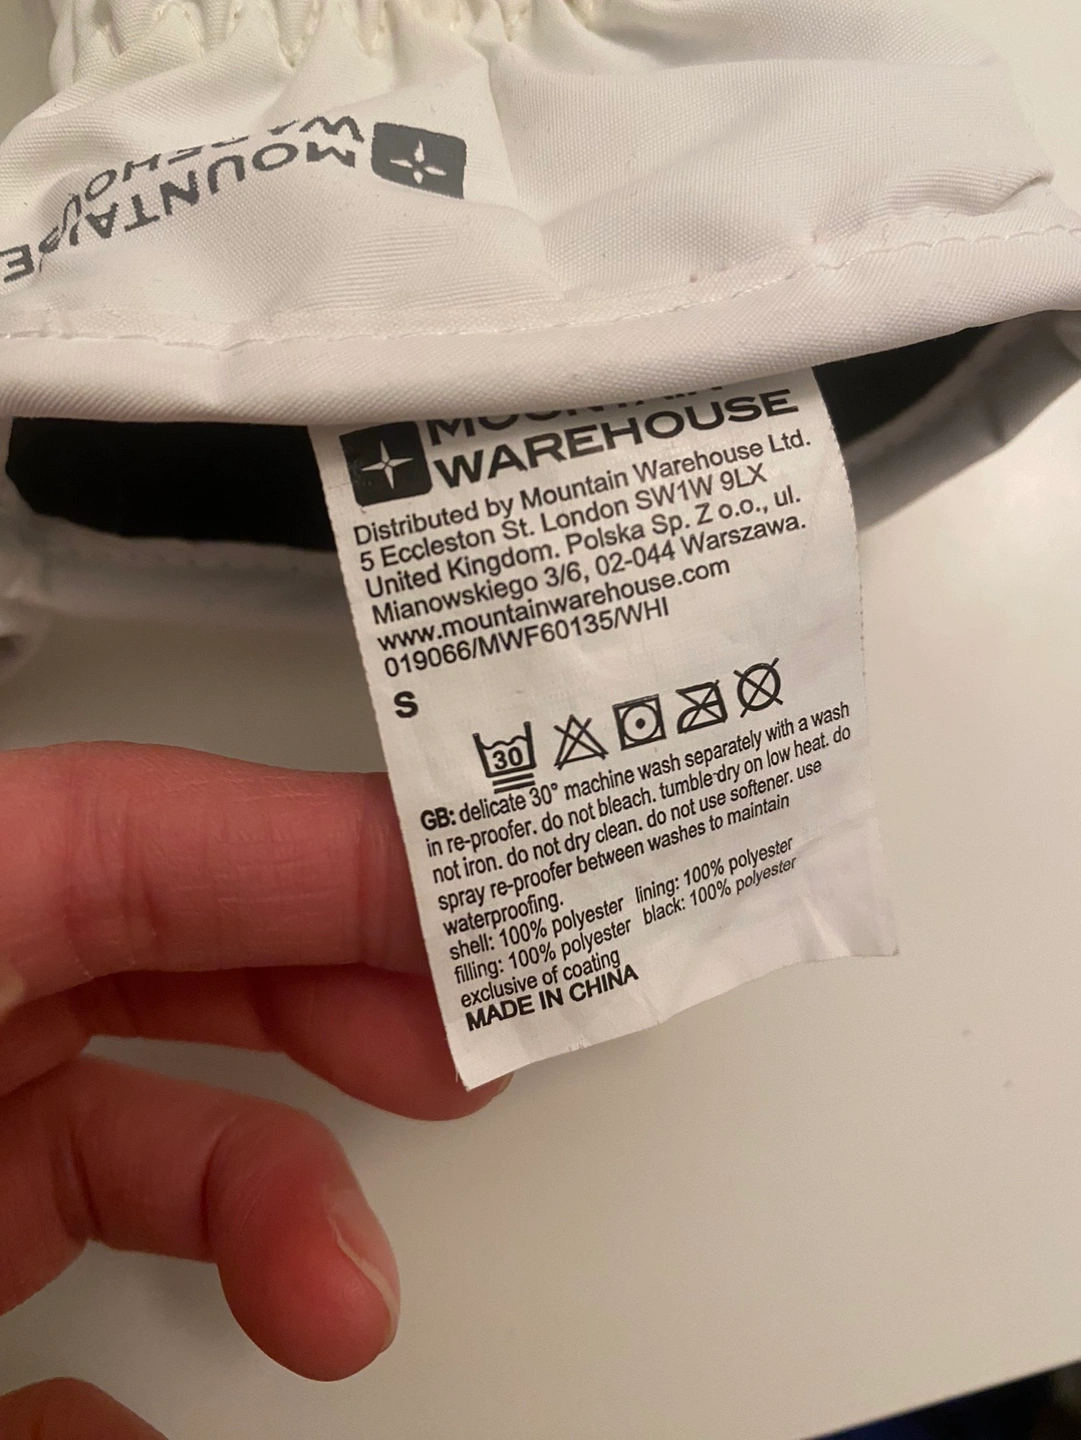 MOUNTAIN
WAREHOUSE
MOUNTAIN
WAREHOUSE
Distributed by Mountain Warehouse Ltd.
5 Eccleston St. London SW1W 9LX
United Kingdom. Polska Sp. Z o.o., ul.
Mianowskiego 3/6, 02-044 Warszawa.
www.mountainwarehouse.com
019066/MWF60135/WHI
S
30
GB: delicate 30° machine wash separately with a wash
in re-proofer. do not bleach. tumble-dry on low heat. do
not iron. do not dry clean. do not use softener. use
spray re-proofer between washes to maintain
waterproofing.
shell: 100% polyester lining: 100% polyester
filling: 100% polyester black: 100% polyester
exclusive of coating
MADE IN CHINA